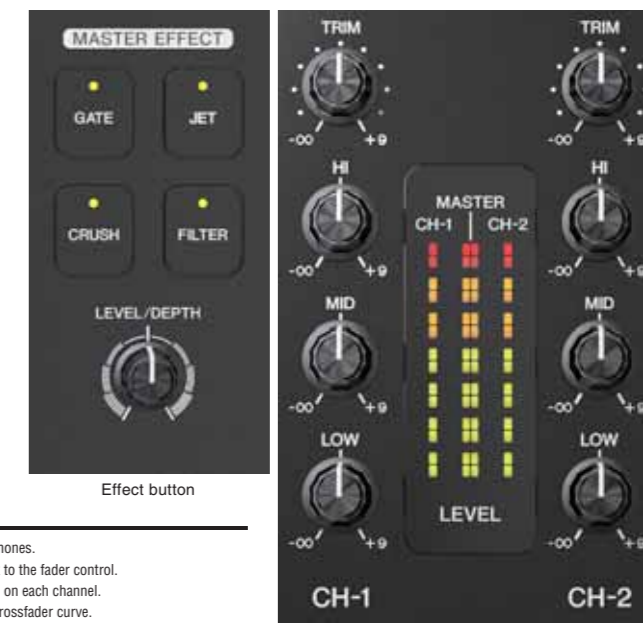 MASTER EFFECT
GATE
JET
CRUSH
FILTER
LEVEL/DEPTH
Effect button
hones.
to the fader control.
on each channel.
rossfader curve.
TRIM
-∞
+9
HI
-∞
+9
MID
-∞
+9
LOW
-∞
+9
CH-1
MASTER
CH-1
CH-2
LEVEL
TRIM
-∞
+9
HI
-∞
+9
MID
-∞
+9
LOW
-∞
+9
CH-2